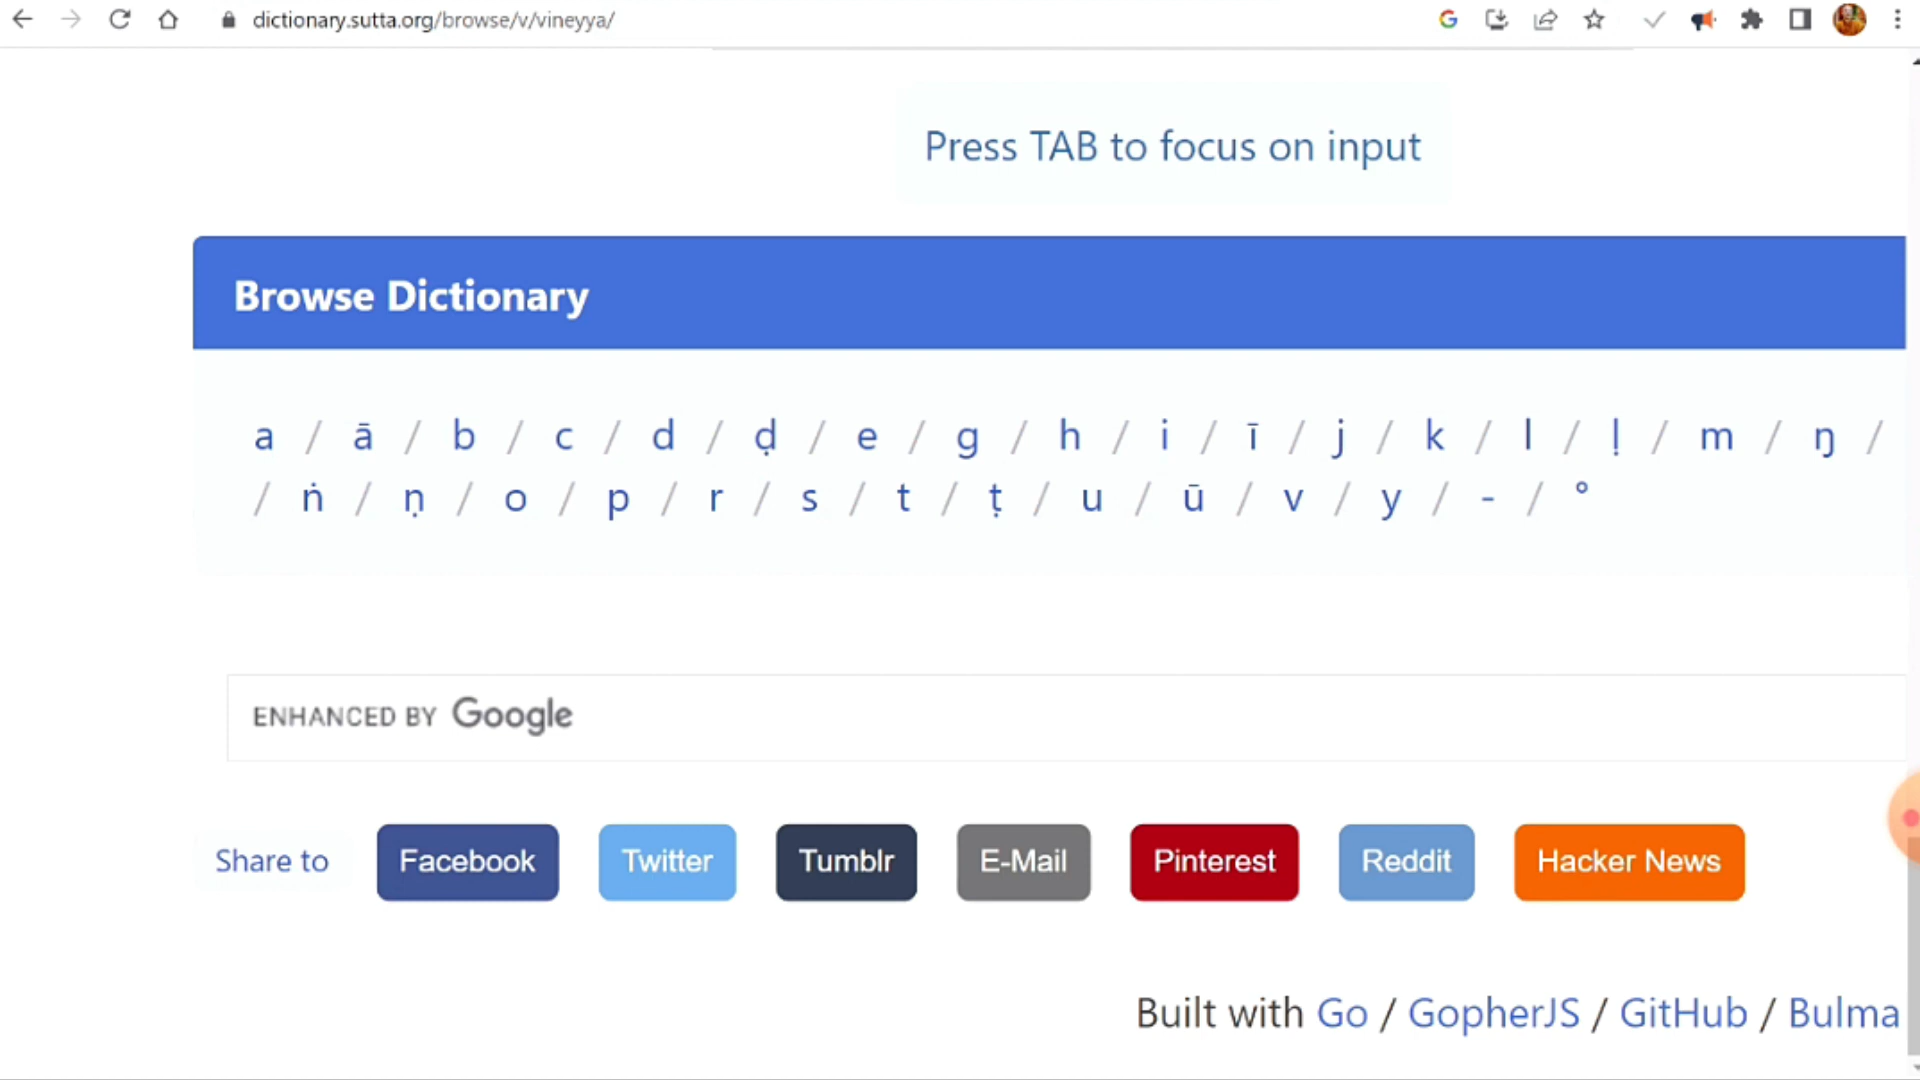 dictionary.sutta.org/browse/v/vineyya/
Press TAB to focus on input
Browse Dictionary
a / ā / b / c / d / ḍ / e / g / h / i / ī / j / k / l / ḷ / m / ŋ /
/ ṅ / ṇ / o / p / r / s / t / ṭ / u / ū / v / y / - / °
ENHANCED BY Google
Share to Facebook Twitter Tumblr E-Mail Pinterest Reddit Hacker News
Built with Go / GopherJS / GitHub / Bulma